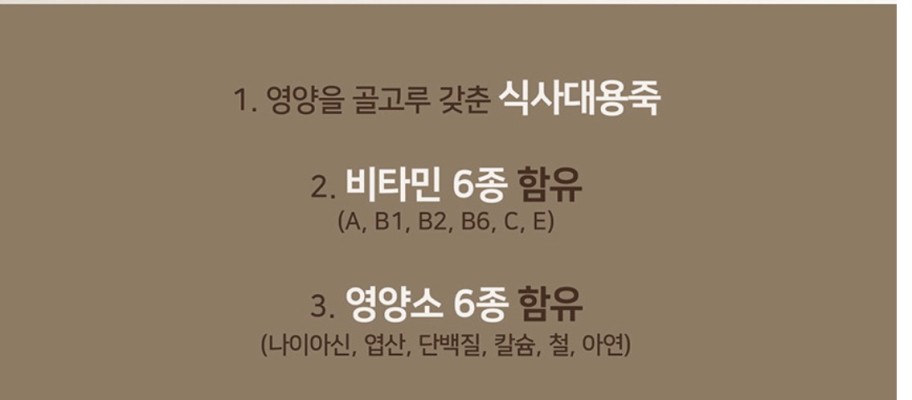 1. 영양을 골고루 갖춘 식사대용죽
2. 비타민 6종 함유
(A, B1, B2, B6, C, E)
3. 영양소 6종 함유
(나이아신, 엽산, 단백질, 칼슘, 철, 아연)